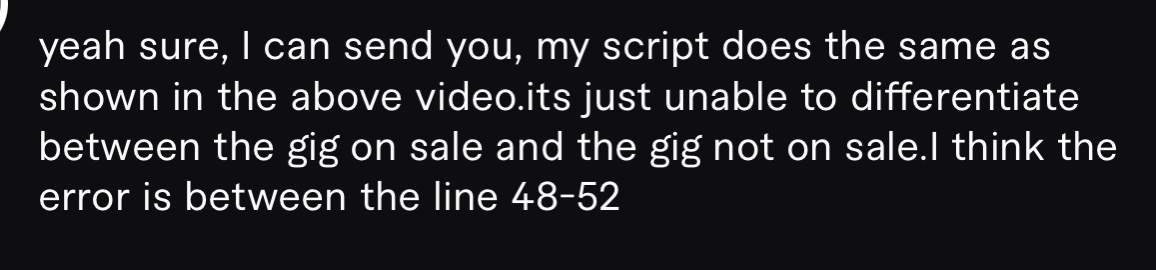 yeah sure, I can send you, my script does the same as
shown in the above video.its just unable to differentiate
between the gig on sale and the gig not on sale.I think the
error is between the line 48-52